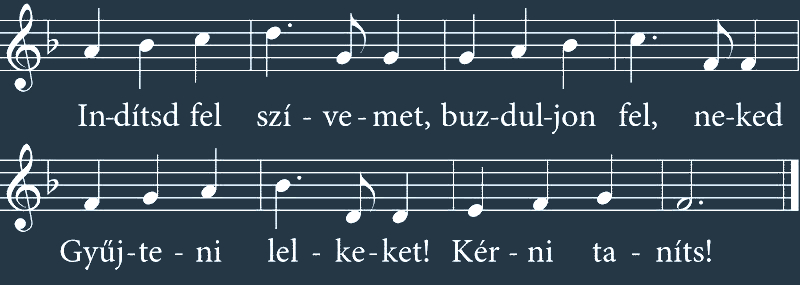 In-dítsd fel szí - ve-met, buz-dul-jon fel, ne-ked
Gyűj-te - ni lel - ke-ket! Kér - ni ta - níts!